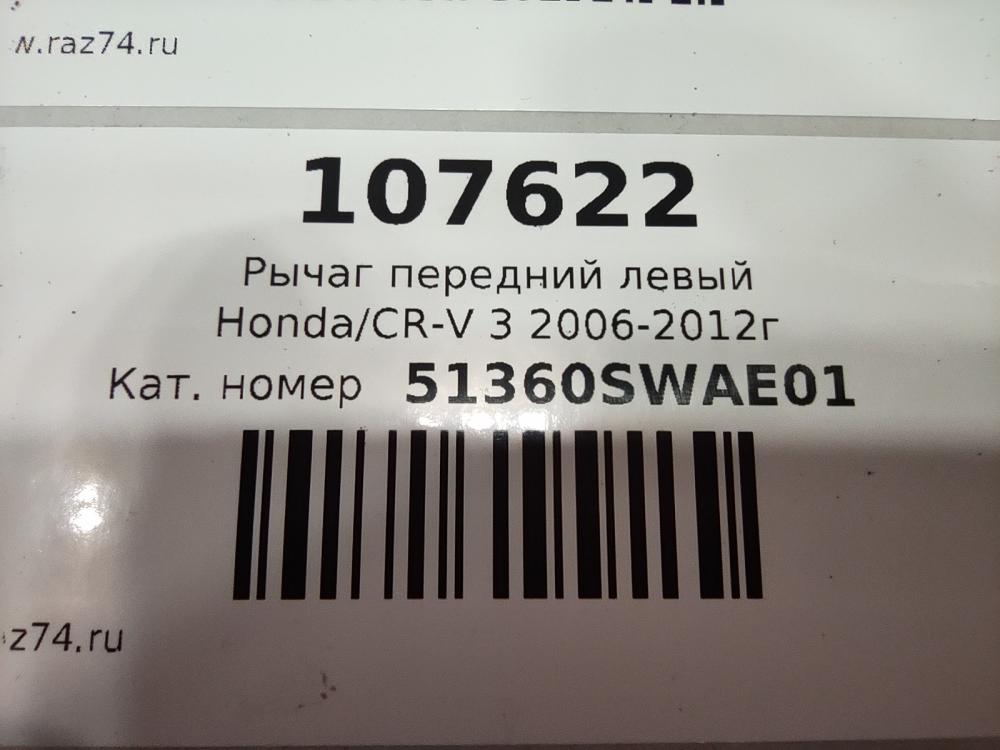 w.raz74.ru
107622
Рычаг передний левый
Honda/CR-V 3 2006-2012г
Кат. номер 51360SWAE01
z74.ru